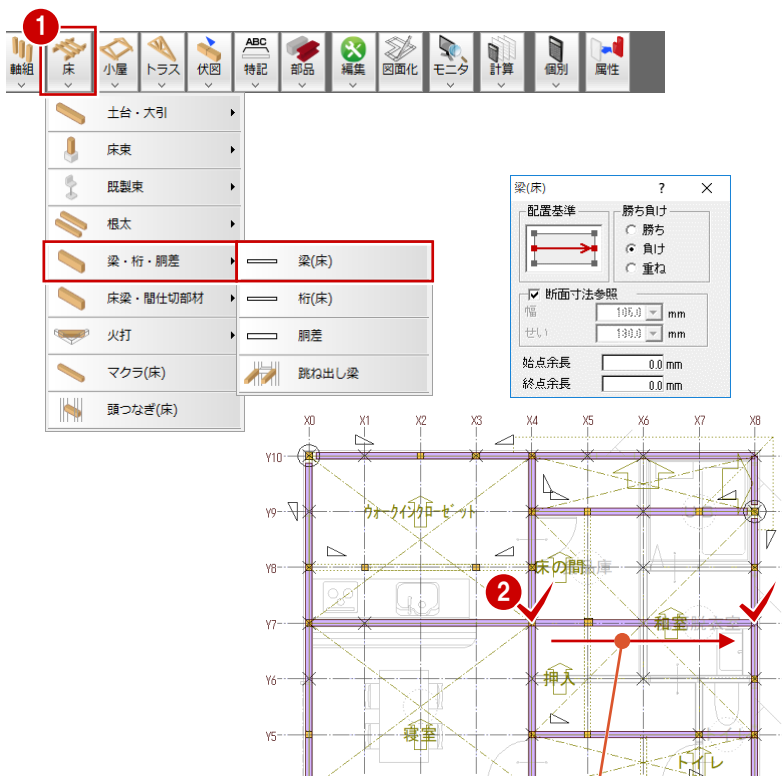 1
軸組 床 小屋 トラス 伏図 ABC 特記 部品 編集 図面化 モニタ 計算 個別 属性
土台・大引
床束
既製束
根太
梁・桁・胴差
床梁・間仕切部材
火打
マクラ(床)
頭つなぎ(床)
梁(床)
桁(床)
胴差
跳ね出し梁
梁(床) ? ×
配置基準
勝ち負け
勝ち
負け
重ね
断面寸法参照
幅 105.0 mm
せい 180.0 mm
始点余長 0.0 mm
終点余長 0.0 mm
X0 X1 X2 X3 X4 X5 X6 X7 X8
Y10
Y9
ウォークインクローゼット
Y8
床の間 庫
2
Y7
和室
Y6
押入
Y5
寝室
トイレ